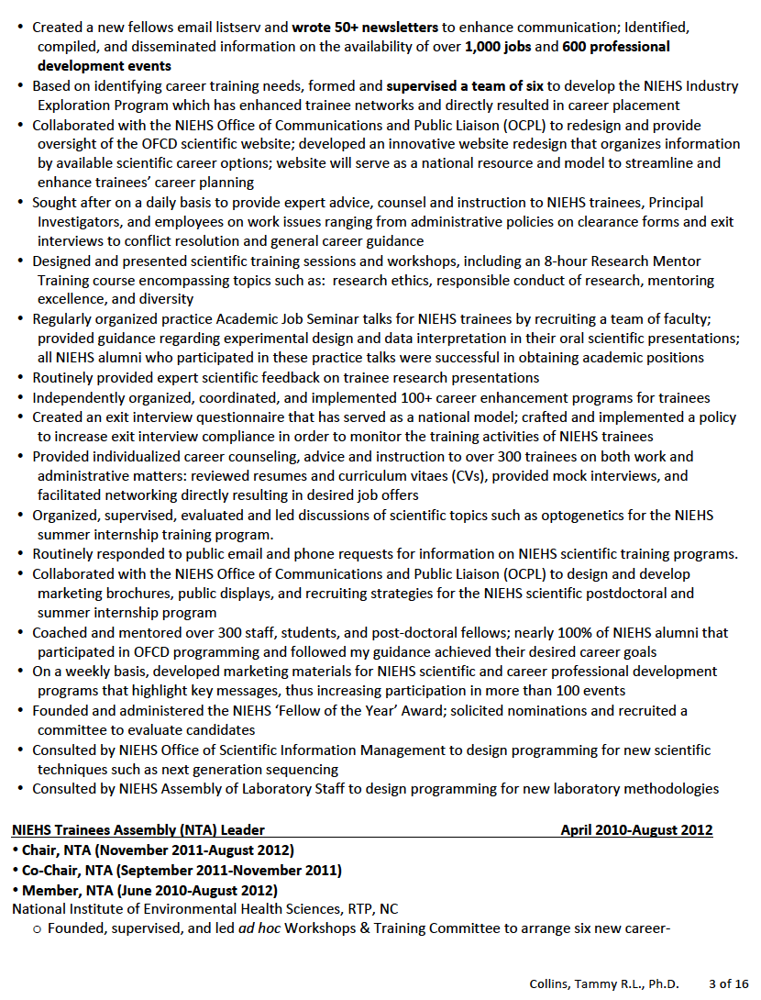 • Created a new fellows email listserv and wrote 50+ newsletters to enhance communication; Identified,
compiled, and disseminated information on the availability of over 1,000 jobs and 600 professional
development events
• Based on identifying career training needs, formed and supervised a team of six to develop the NIEHS Industry
Exploration Program which has enhanced trainee networks and directly resulted in career placement
• Collaborated with the NIEHS Office of Communications and Public Liaison (OCPL) to redesign and provide
oversight of the OFCD scientific website; developed an innovative website redesign that organizes information
by available scientific career options; website will serve as a national resource and model to streamline and
enhance trainees’ career planning
• Sought after on a daily basis to provide expert advice, counsel and instruction to NIEHS trainees, Principal
Investigators, and employees on work issues ranging from administrative policies on clearance forms and exit
interviews to conflict resolution and general career guidance
• Designed and presented scientific training sessions and workshops, including an 8-hour Research Mentor
Training course encompassing topics such as:  research ethics, responsible conduct of research, mentoring
excellence, and diversity
• Regularly organized practice Academic Job Seminar talks for NIEHS trainees by recruiting a team of faculty;
provided guidance regarding experimental design and data interpretation in their oral scientific presentations;
all NIEHS alumni who participated in these practice talks were successful in obtaining academic positions
• Routinely provided expert scientific feedback on trainee research presentations
• Independently organized, coordinated, and implemented 100+ career enhancement programs for trainees
• Created an exit interview questionnaire that has served as a national model; crafted and implemented a policy
to increase exit interview compliance in order to monitor the training activities of NIEHS trainees
• Provided individualized career counseling, advice and instruction to over 300 trainees on both work and
administrative matters: reviewed resumes and curriculum vitaes (CVs), provided mock interviews, and
facilitated networking directly resulting in desired job offers
• Organized, supervised, evaluated and led discussions of scientific topics such as optogenetics for the NIEHS
summer internship training program.
• Routinely responded to public email and phone requests for information on NIEHS scientific training programs.
• Collaborated with the NIEHS Office of Communications and Public Liaison (OCPL) to design and develop
marketing brochures, public displays, and recruiting strategies for the NIEHS scientific postdoctoral and
summer internship program
• Coached and mentored over 300 staff, students, and post-doctoral fellows; nearly 100% of NIEHS alumni that
participated in OFCD programming and followed my guidance achieved their desired career goals
• On a weekly basis, developed marketing materials for NIEHS scientific and career professional development
programs that highlight key messages, thus increasing participation in more than 100 events
• Founded and administered the NIEHS ‘Fellow of the Year’ Award; solicited nominations and recruited a
committee to evaluate candidates
• Consulted by NIEHS Office of Scientific Information Management to design programming for new scientific
techniques such as next generation sequencing
• Consulted by NIEHS Assembly of Laboratory Staff to design programming for new laboratory methodologies
NIEHS Trainees Assembly (NTA) Leader April 2010-August 2012
• Chair, NTA (November 2011-August 2012)
• Co-Chair, NTA (September 2011-November 2011)
• Member, NTA (June 2010-August 2012)
National Institute of Environmental Health Sciences, RTP, NC
o Founded, supervised, and led ad hoc Workshops & Training Committee to arrange six new career-
Collins, Tammy R.L., Ph.D. 3 of 16